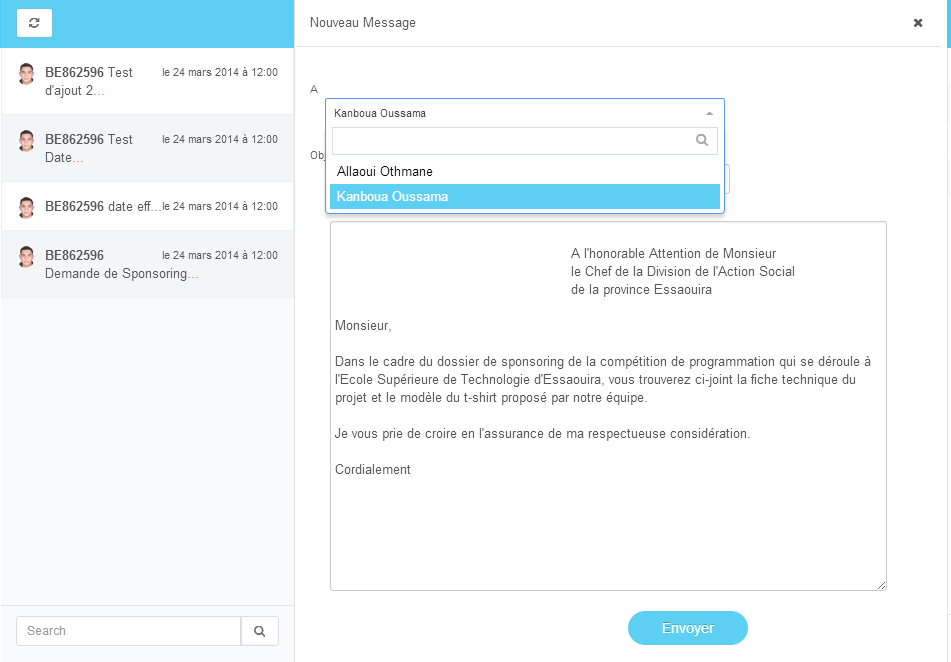 BE862596 Test le 24 mars 2014 à 12:00
d'ajout 2...
BE862596 Test le 24 mars 2014 à 12:00
Date...
BE862596 date eff...le 24 mars 2014 à 12:00
BE862596 le 24 mars 2014 à 12:00
Demande de Sponsoring...
Search
Nouveau Message
A
Kanboua Oussama
Obj
Allaoui Othmane
Kanboua Oussama
A l'honorable Attention de Monsieur
le Chef de la Division de l'Action Social
de la province Essaouira
Monsieur,
Dans le cadre du dossier de sponsoring de la compétition de programmation qui se déroule à
l'Ecole Supérieure de Technologie d'Essaouira, vous trouverez ci-joint la fiche technique du
projet et le modèle du t-shirt proposé par notre équipe.
Je vous prie de croire en l'assurance de ma respectueuse considération.
Cordialement
Envoyer